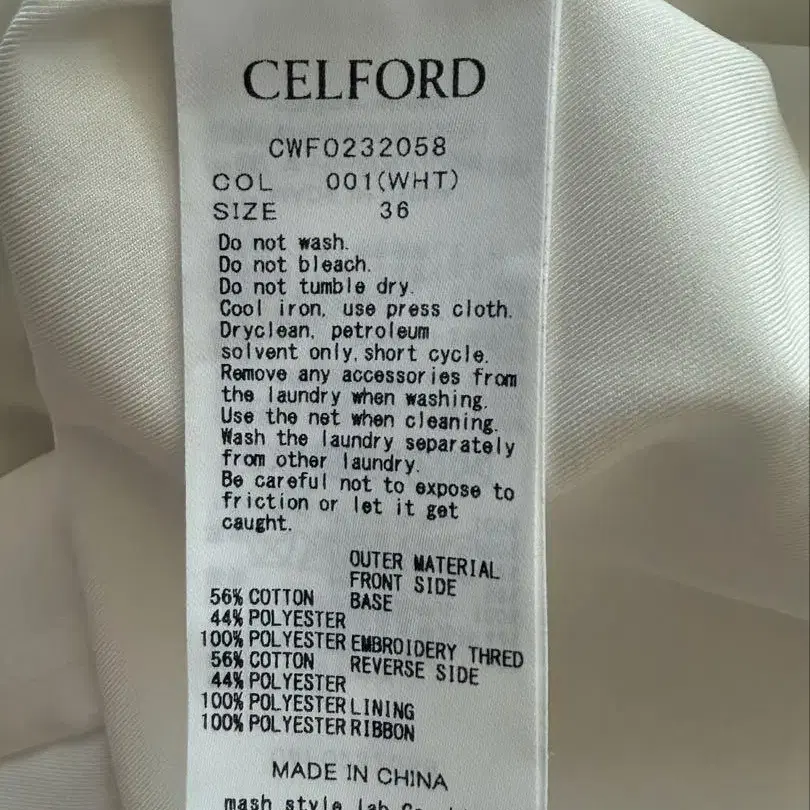 CELFORD
CWFO232058
COL 001(WHT)
SIZE 36
Do not wash.
Do not bleach.
Do not tumble dry.
Cool iron, use press cloth.
Dryclean, petroleum
solvent only, short cycle.
Remove any accessories from
the laundry when washing.
Use the net when cleaning.
Wash the laundry separately
from other laundry.
Be careful not to expose to
friction or let it get
caught.
OUTER MATERIAL
FRONT SIDE
56% COTTON BASE
44% POLYESTER
100% POLYESTER EMBROIDERY THRED
56% COTTON REVERSE SIDE
44% POLYESTER
100% POLYESTER LINING
100% POLYESTER RIBBON
MADE IN CHINA
mash style lab